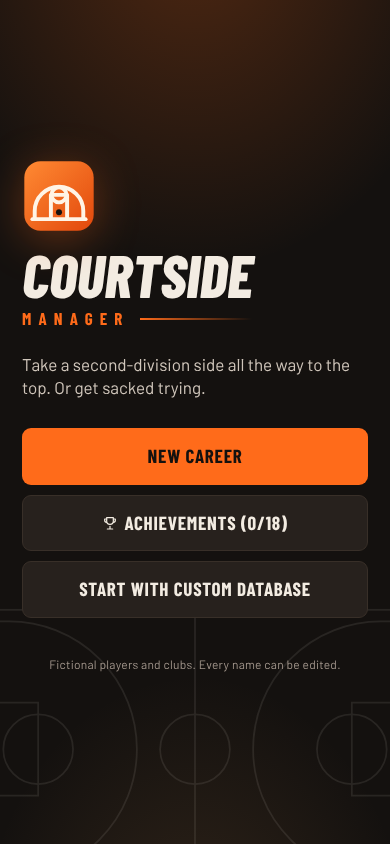 COURTSIDE
MANAGER
Take a second-division side all the way to the
top. Or get sacked trying.
NEW CAREER
ACHIEVEMENTS (0/18)
START WITH CUSTOM DATABASE
Fictional players and clubs. Every name can be edited.